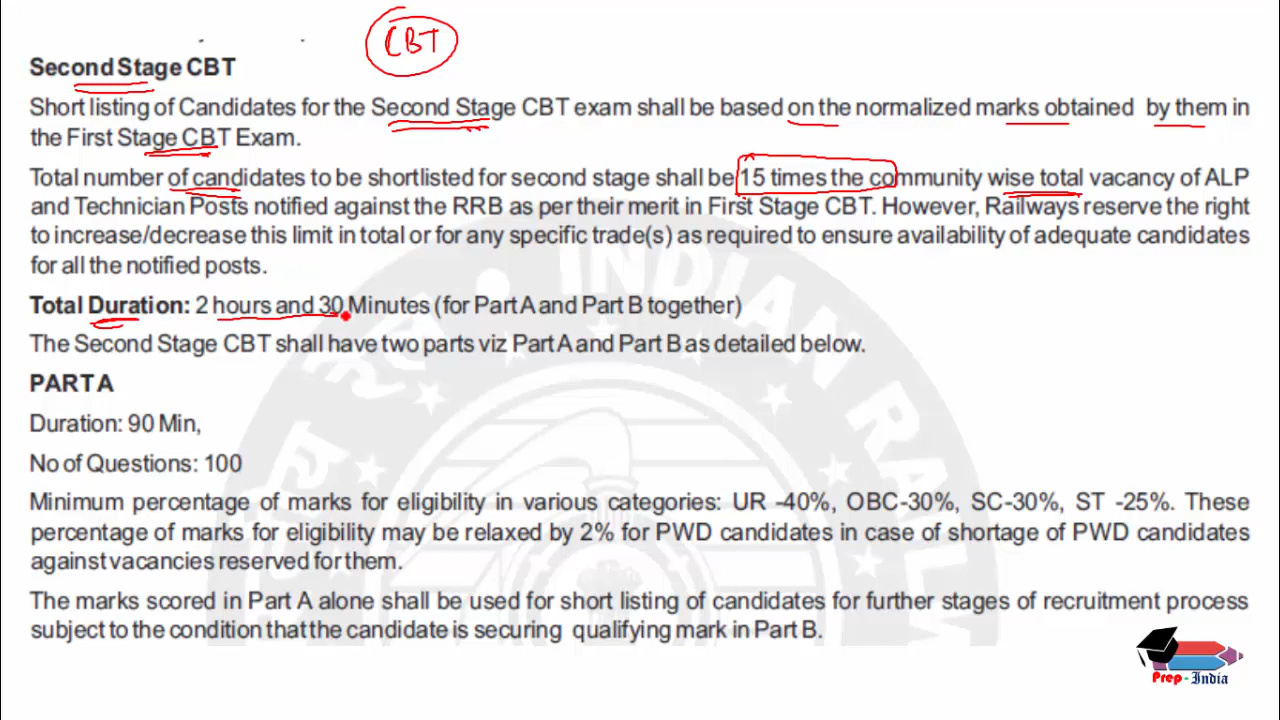 CBT
Second Stage CBT
Short listing of Candidates for the Second Stage CBT exam shall be based on the normalized marks obtained by them in
the First Stage CBT Exam.
Total number of candidates to be shortlisted for second stage shall be 15 times the community wise total vacancy of ALP
and Technician Posts notified against the RRB as per their merit in First Stage CBT. However, Railways reserve the right
to increase/decrease this limit in total or for any specific trade(s) as required to ensure availability of adequate candidates
for all the notified posts.
Total Duration: 2 hours and 30 Minutes (for Part A and Part B together)
The Second Stage CBT shall have two parts viz Part A and Part B as detailed below.
PART A
Duration: 90 Min,
No of Questions: 100
Minimum percentage of marks for eligibility in various categories: UR -40%, OBC-30%, SC-30%, ST -25%. These
percentage of marks for eligibility may be relaxed by 2% for PWD candidates in case of shortage of PWD candidates
against vacancies reserved for them.
The marks scored in Part A alone shall be used for short listing of candidates for further stages of recruitment process
subject to the condition that the candidate is securing qualifying mark in Part B.
INDIAN RAIL
Prep - India